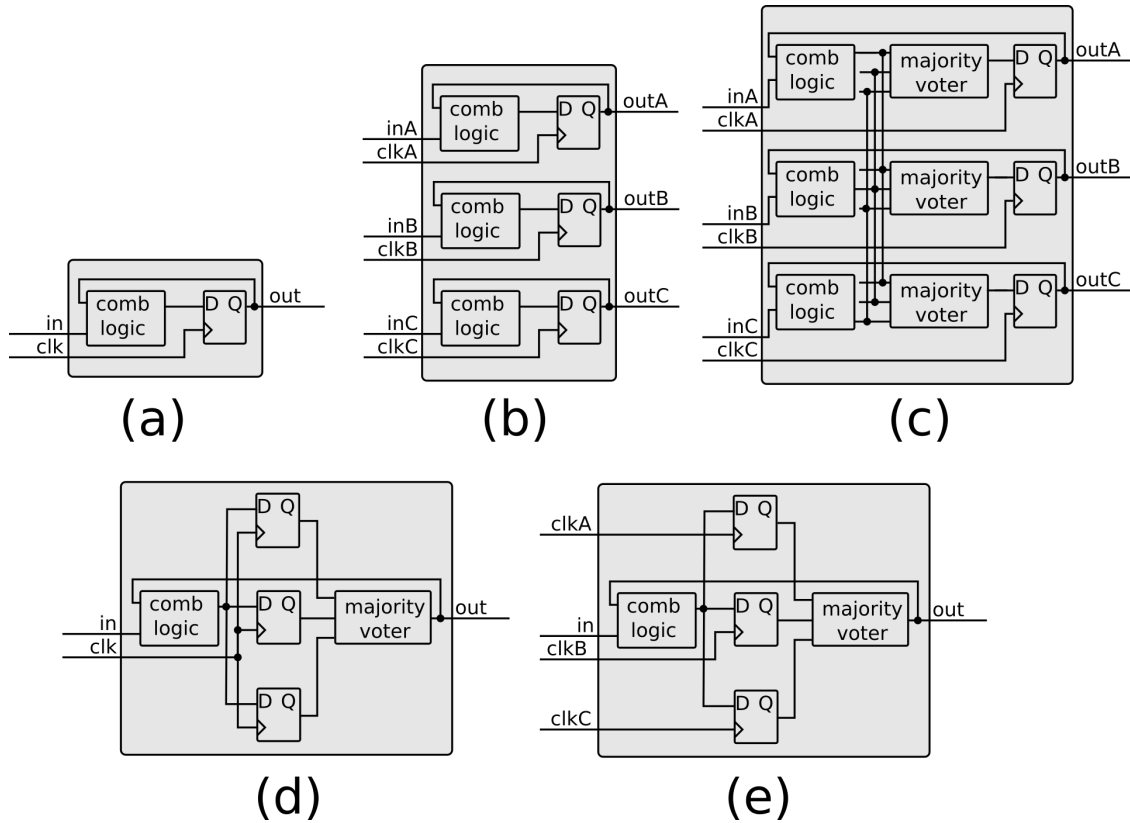 comb
logic
D Q
in
clk
out
(a)
comb
logic
D Q
inA
clkA
outA
comb
logic
D Q
inB
clkB
outB
comb
logic
D Q
inC
clkC
outC
(b)
comb
logic
majority
voter
D Q
inA
clkA
outA
comb
logic
majority
voter
D Q
inB
clkB
outB
comb
logic
majority
voter
D Q
inC
clkC
outC
(c)
D Q
comb
logic
D Q
majority
voter
in
clk
out
D Q
(d)
clkA
D Q
comb
logic
D Q
majority
voter
in
clkB
out
clkC
D Q
(e)